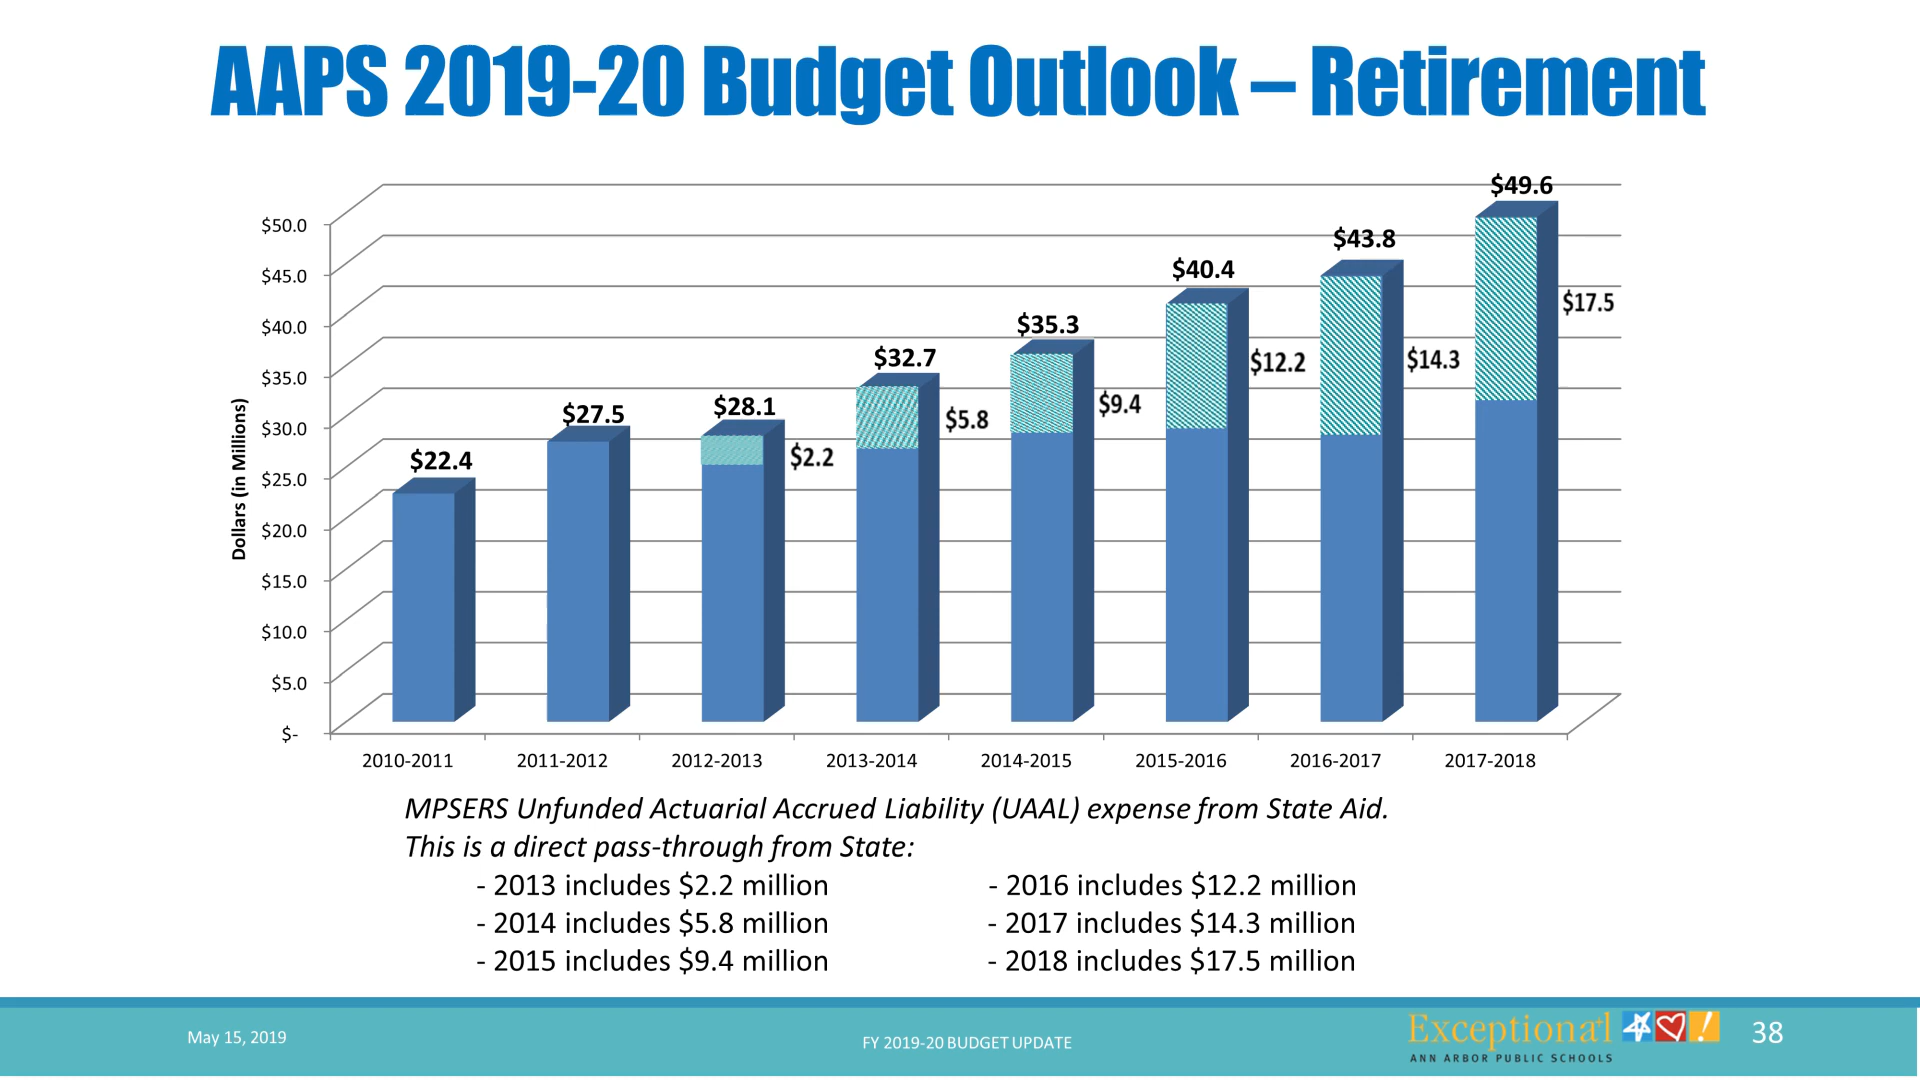 AAPS 2019-20 Budget Outlook – Retirement
$49.6
$50.0
$43.8
$45.0
$40.4
$17.5
$40.0
$35.3
$32.7
$12.2
$14.3
$35.0
$28.1
$27.5
$5.8
$9.4
$30.0
$22.4
$2.2
$25.0
Dollars (in Millions)
$20.0
$15.0
$10.0
$5.0
$-
2010-2011 2011-2012 2012-2013 2013-2014 2014-2015 2015-2016 2016-2017 2017-2018
MPSERS Unfunded Actuarial Accrued Liability (UAAL) expense from State Aid.
This is a direct pass-through from State:
- 2013 includes $2.2 million
- 2014 includes $5.8 million
- 2015 includes $9.4 million
- 2016 includes $12.2 million
- 2017 includes $14.3 million
- 2018 includes $17.5 million
May 15, 2019
FY 2019-20 BUDGET UPDATE
Exceptional
ANN ARBOR PUBLIC SCHOOLS
38